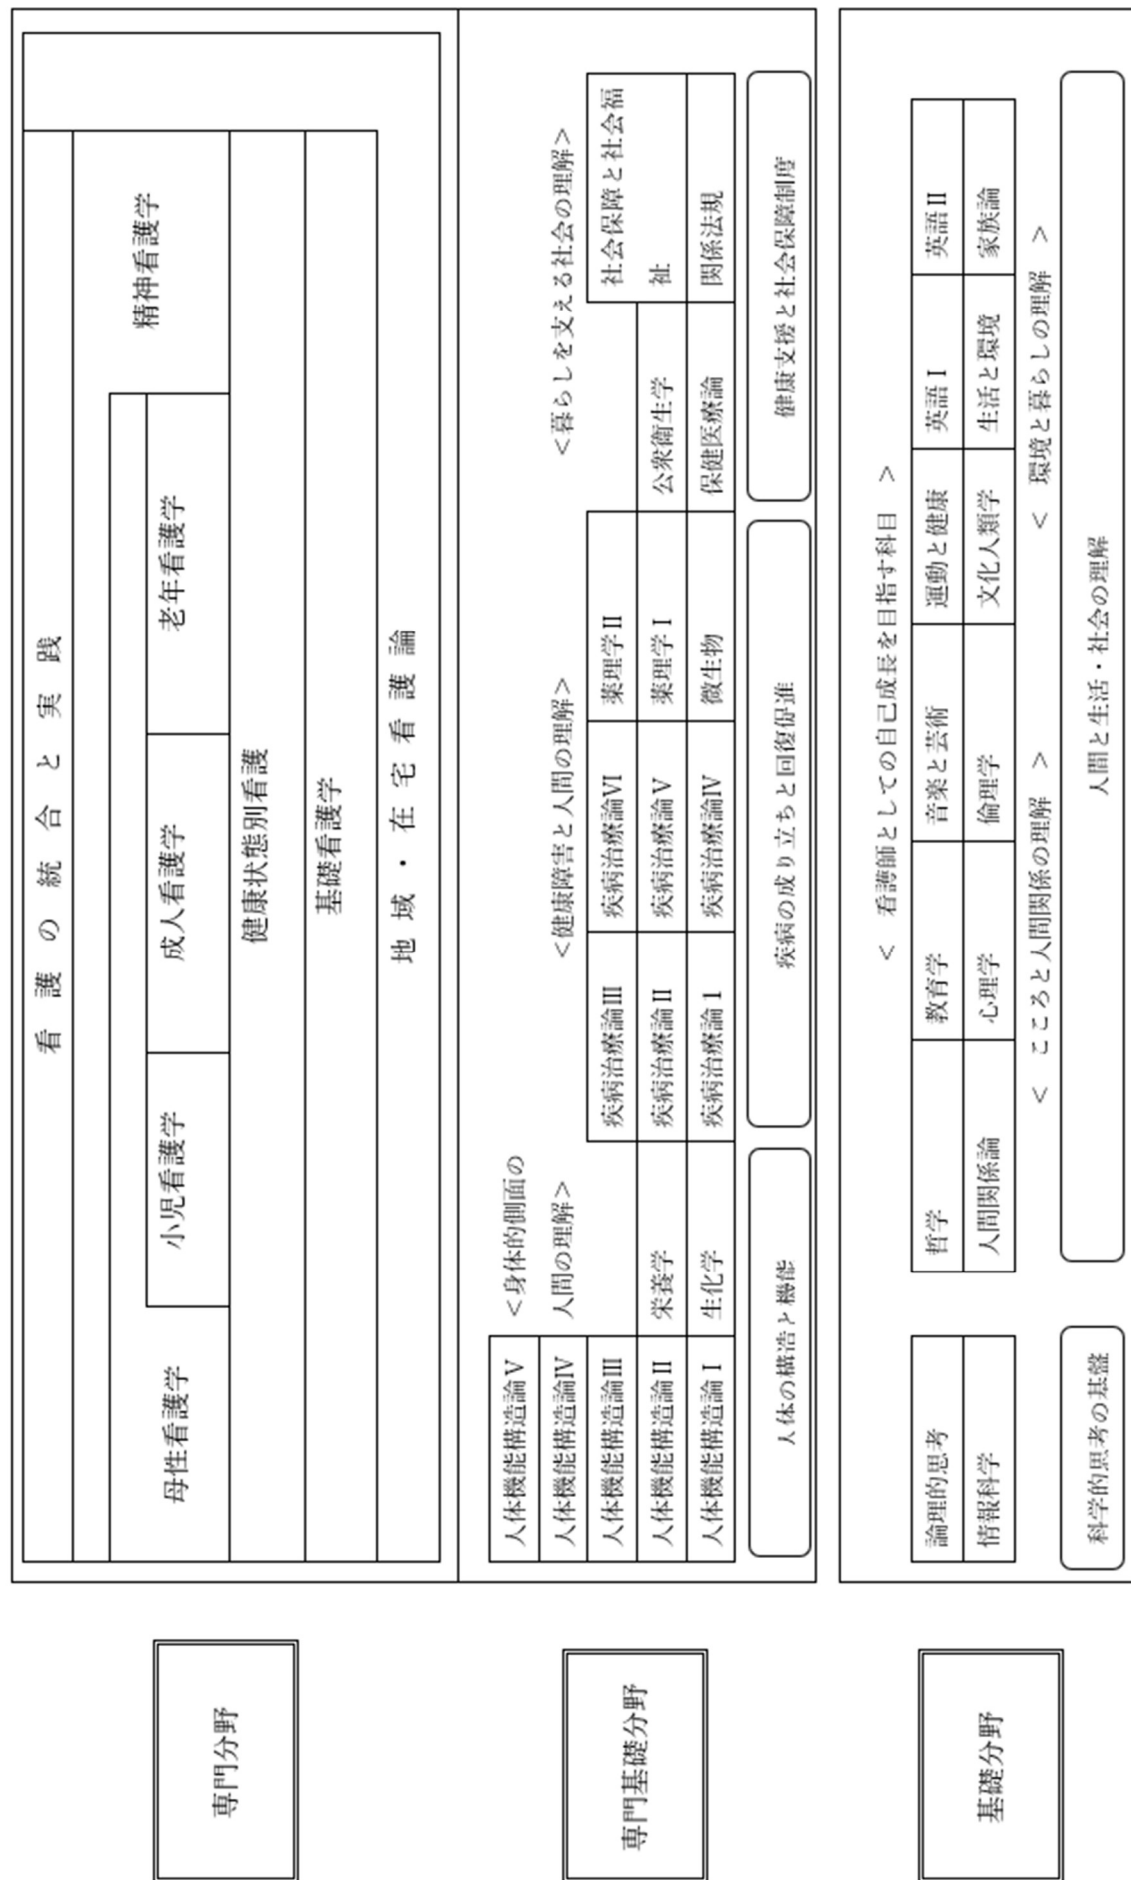 専門分野
看護の統合と実践
精神看護学
母性看護学
小児看護学
成人看護学
老年看護学
健康状態別看護
基礎看護学
地域・在宅看護論
専門基礎分野
人体機能構造論Ⅴ
人体機能構造論Ⅳ
人体機能構造論Ⅲ
人体機能構造論Ⅱ
人体機能構造論Ⅰ
＜身体的側面の
人間の理解＞
栄養学
生化学
人体の構造と機能
＜健康障害と人間の理解＞
疾病治療論Ⅲ
疾病治療論Ⅵ
薬理学Ⅱ
疾病治療論Ⅱ
疾病治療論Ⅴ
薬理学Ⅰ
疾病治療論１
疾病治療論Ⅳ
微生物
疾病の成り立ちと回復促進
＜暮らしを支える社会の理解＞
社会保障と社会福
祉
公衆衛生学
保健医療論
関係法規
健康支援と社会保障制度
基礎分野
論理的思考
情報科学
科学的思考の基盤
＜　看護師としての自己成長を目指す科目　＞
哲学
教育学
音楽と芸術
運動と健康
英語Ⅰ
英語Ⅱ
人間関係論
心理学
倫理学
文化人類学
生活と環境
家族論
＜　こころと人間関係の理解　＞
＜　環境と暮らしの理解　＞
人間と生活・社会の理解